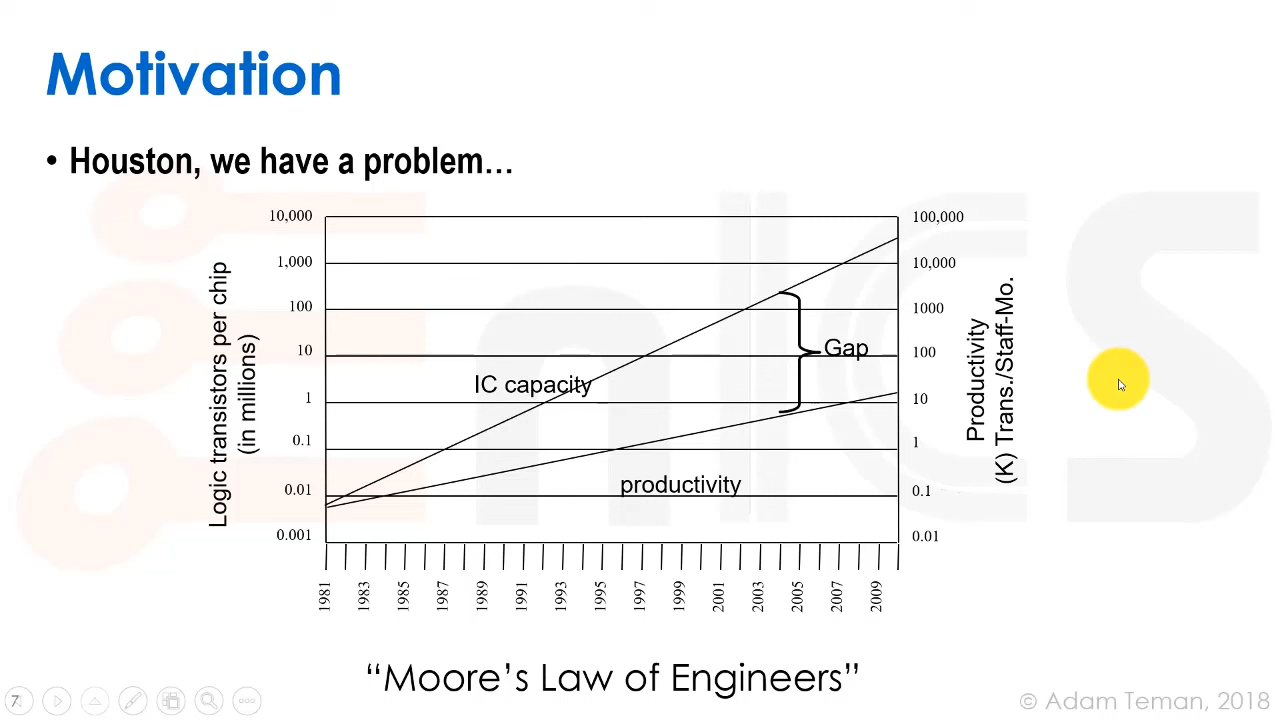 Motivation
• Houston, we have a problem…
10,000
1,000
100
10
1
0.1
0.01
0.001
Logic transistors per chip
(in millions)
100,000
10,000
1000
100
10
1
0.1
0.01
Productivity
(K) Trans./Staff-Mo.
IC capacity
Gap
productivity
1981
1983
1985
1987
1989
1991
1993
1995
1997
1999
2001
2003
2005
2007
2009
“Moore’s Law of Engineers”
7
© Adam Teman, 2018
enICS